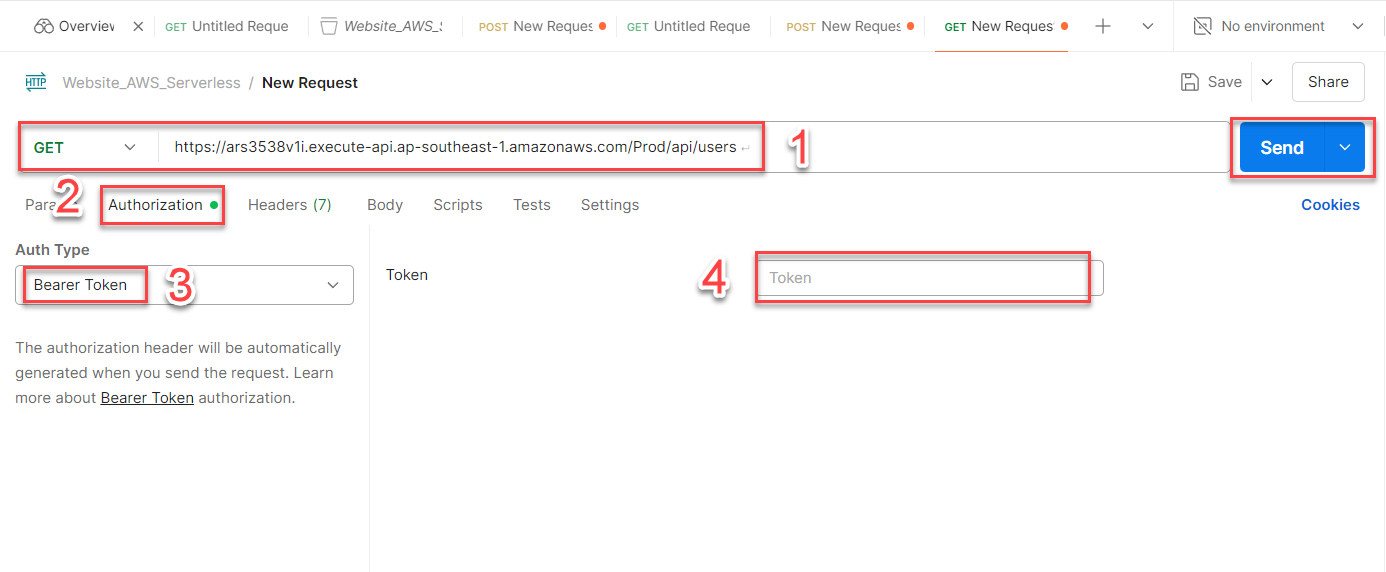 Overview GET Untitled Reque Website_AWS_S POST New Reques GET Untitled Reque POST New Reques GET New Reques No environment
HTTP Website_AWS_Serverless / New Request Save Share
GET https://ars3538v1i.execute-api.ap-southeast-1.amazonaws.com/Prod/api/users 1 Send
2 Para Authorization Headers (7) Body Scripts Tests Settings Cookies
Auth Type
Bearer Token 3 Token 4 Token
The authorization header will be automatically
generated when you send the request. Learn
more about Bearer Token authorization.